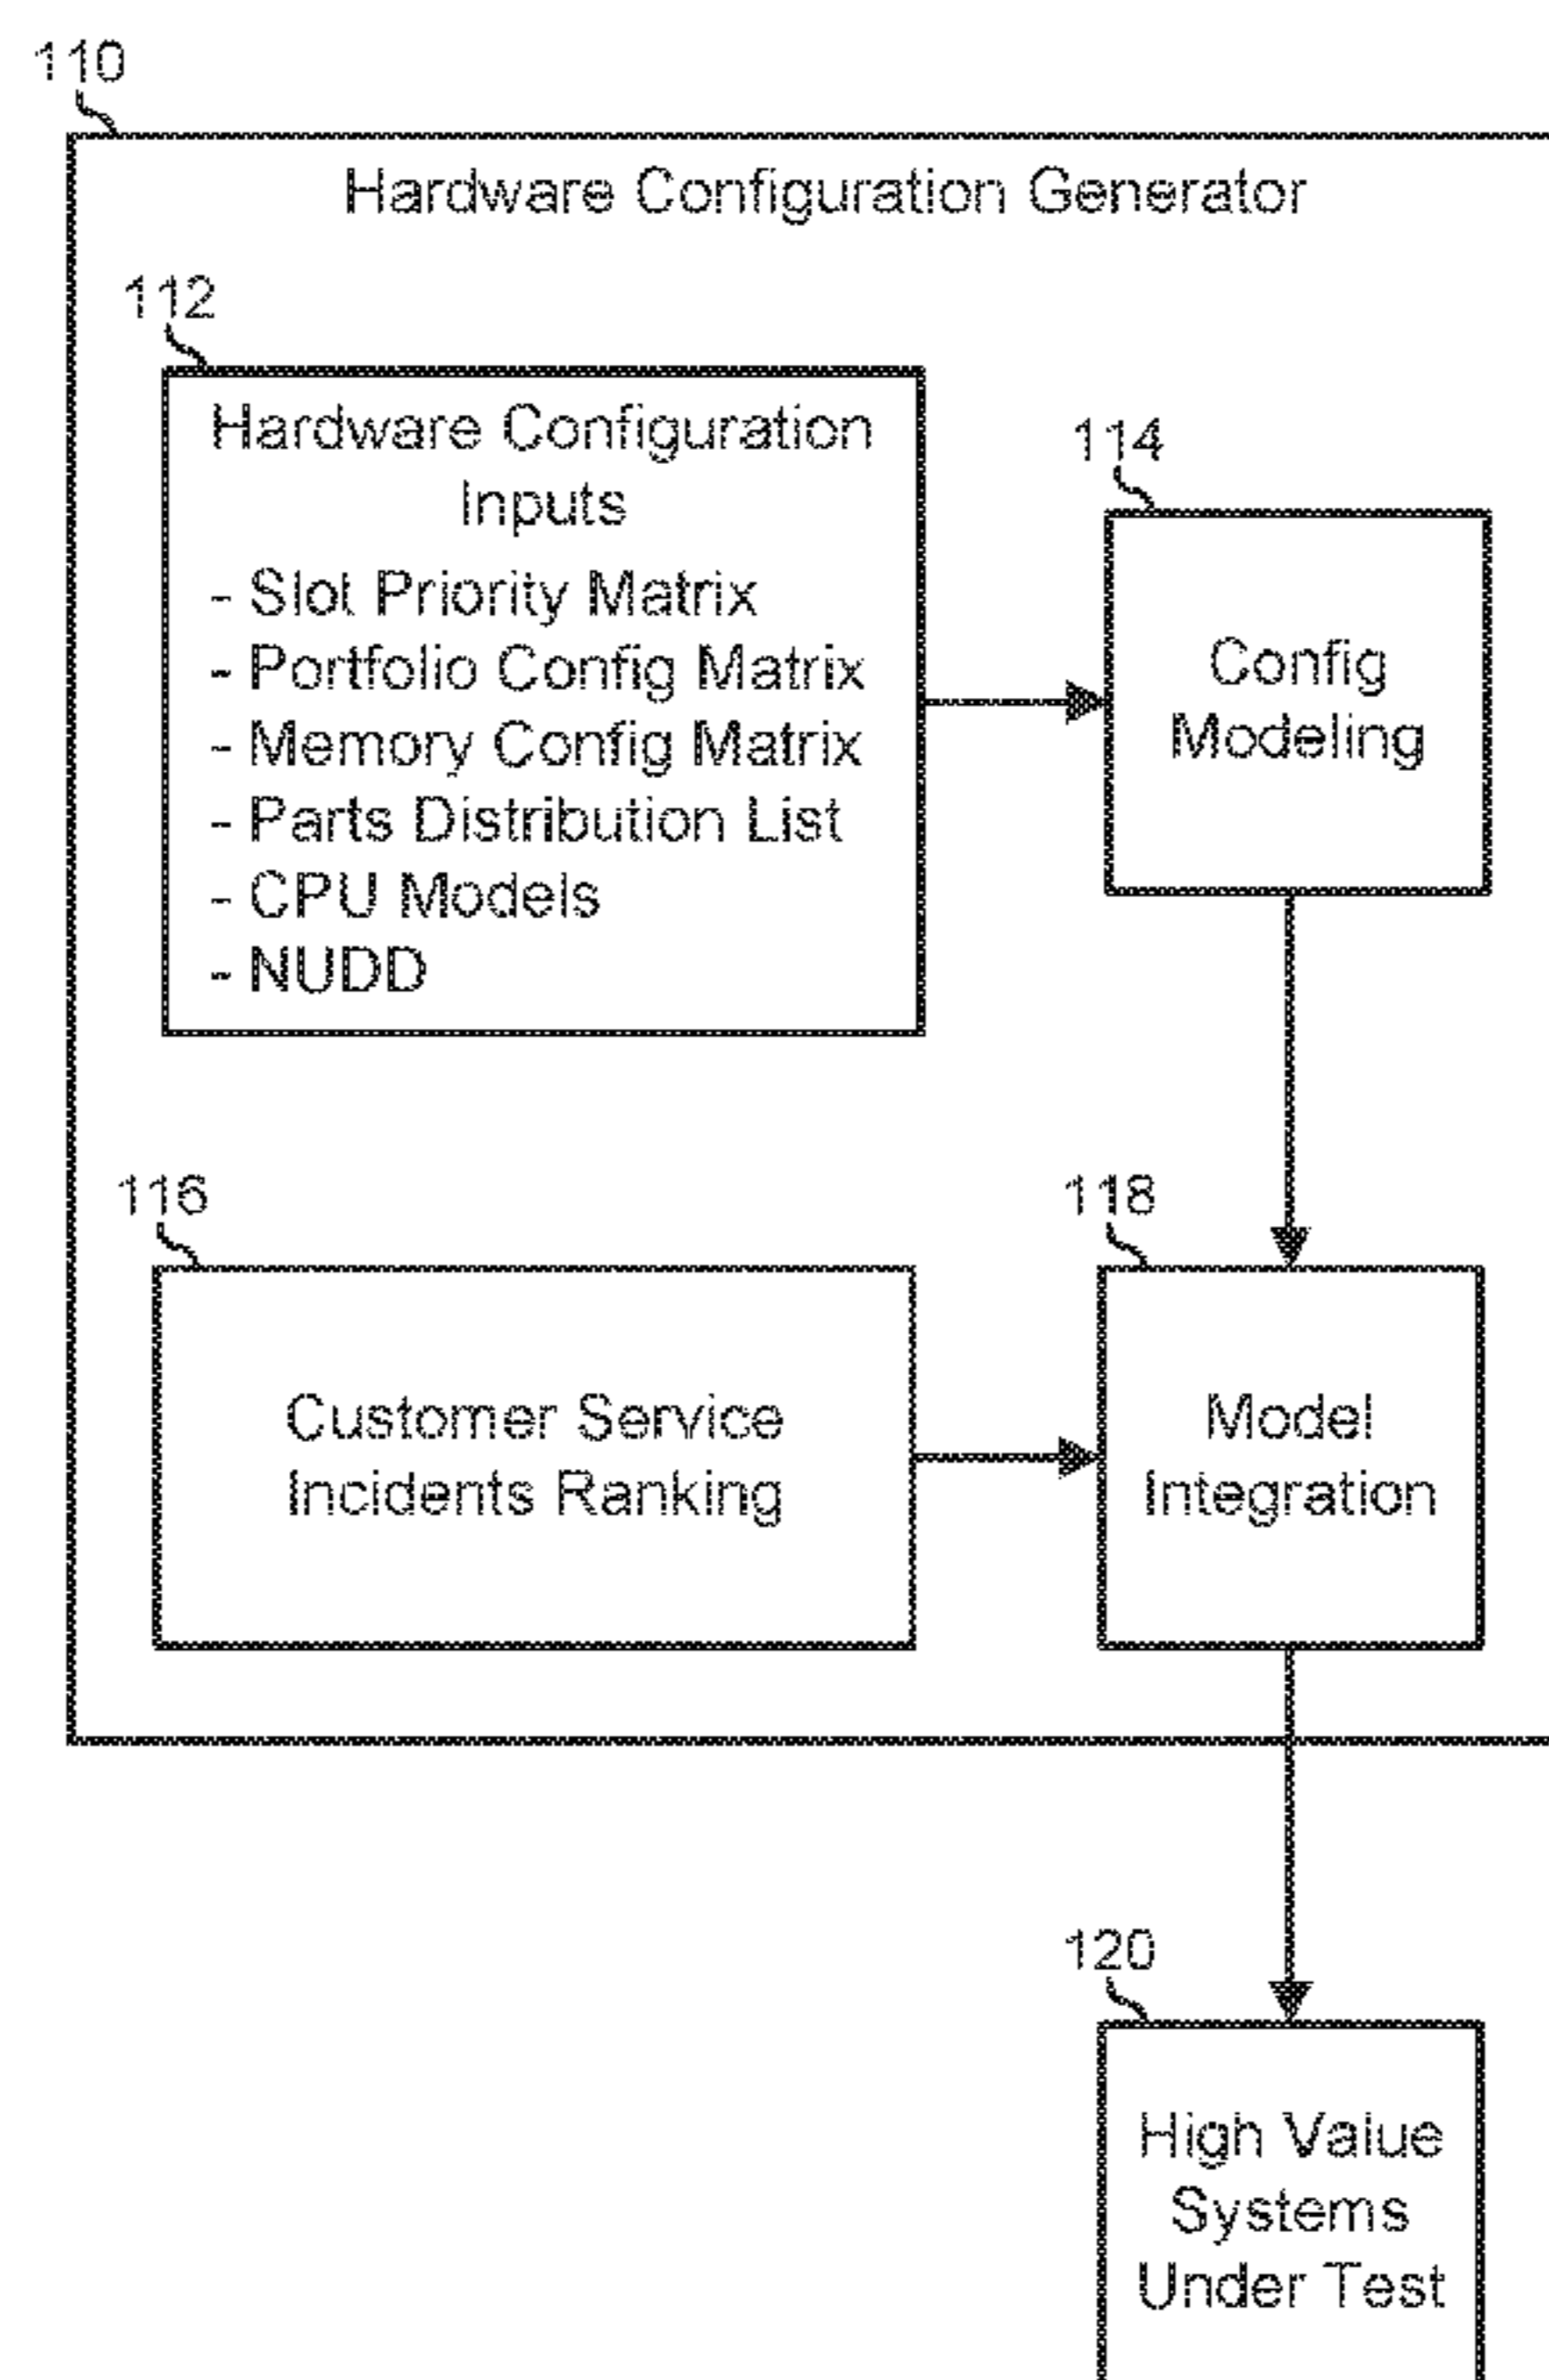 110
Hardware Configuration Generator
112
Hardware Configuration
Inputs
- Slot Priority Matrix
- Portfolio Config Matrix
- Memory Config Matrix
- Parts Distribution List
- CPU Models
- NUDD
114
Config
Modeling
116
Customer Service
Incidents Ranking
118
Model
Integration
120
High Value
Systems
Under Test